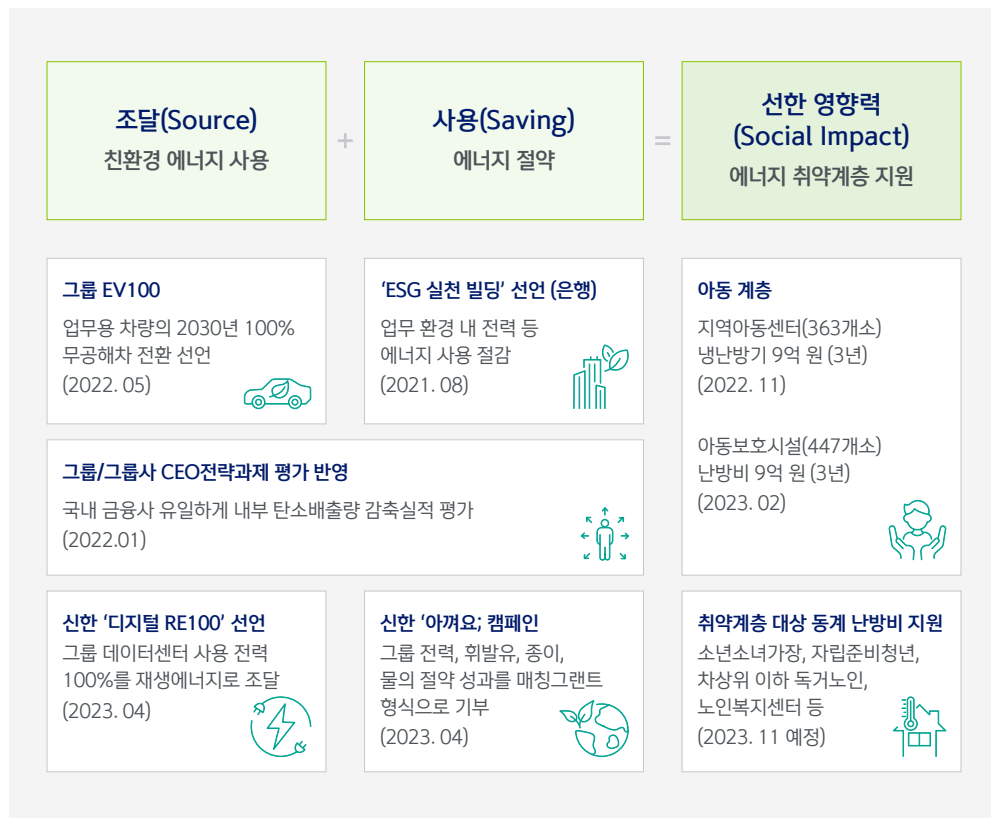 조달(Source)
친환경 에너지 사용
+
사용(Saving)
에너지 절약
=
선한 영향력
(Social Impact)
에너지 취약계층 지원
그룹 EV100
업무용 차량의 2030년 100%
무공해차 전환 선언
(2022. 05)
‘ESG 실천 빌딩’ 선언 (은행)
업무 환경 내 전력 등
에너지 사용 절감
(2021. 08)
그룹/그룹사 CEO전략과제 평가 반영
국내 금융사 유일하게 내부 탄소배출량 감축실적 평가
(2022.01)
아동 계층
지역아동센터(363개소)
냉난방기 9억 원 (3년)
(2022. 11)
아동보호시설(447개소)
난방비 9억 원 (3년)
(2023. 02)
신한 ‘디지털 RE100’ 선언
그룹 데이터센터 사용 전력
100%를 재생에너지로 조달
(2023. 04)
신한 ‘아껴요; 캠페인
그룹 전력, 휘발유, 종이,
물의 절약 성과를 매칭그랜트
형식으로 기부
(2023. 04)
취약계층 대상 동계 난방비 지원
소년소녀가장, 자립준비청년,
차상위 이하 독거노인,
노인복지센터 등
(2023. 11 예정)